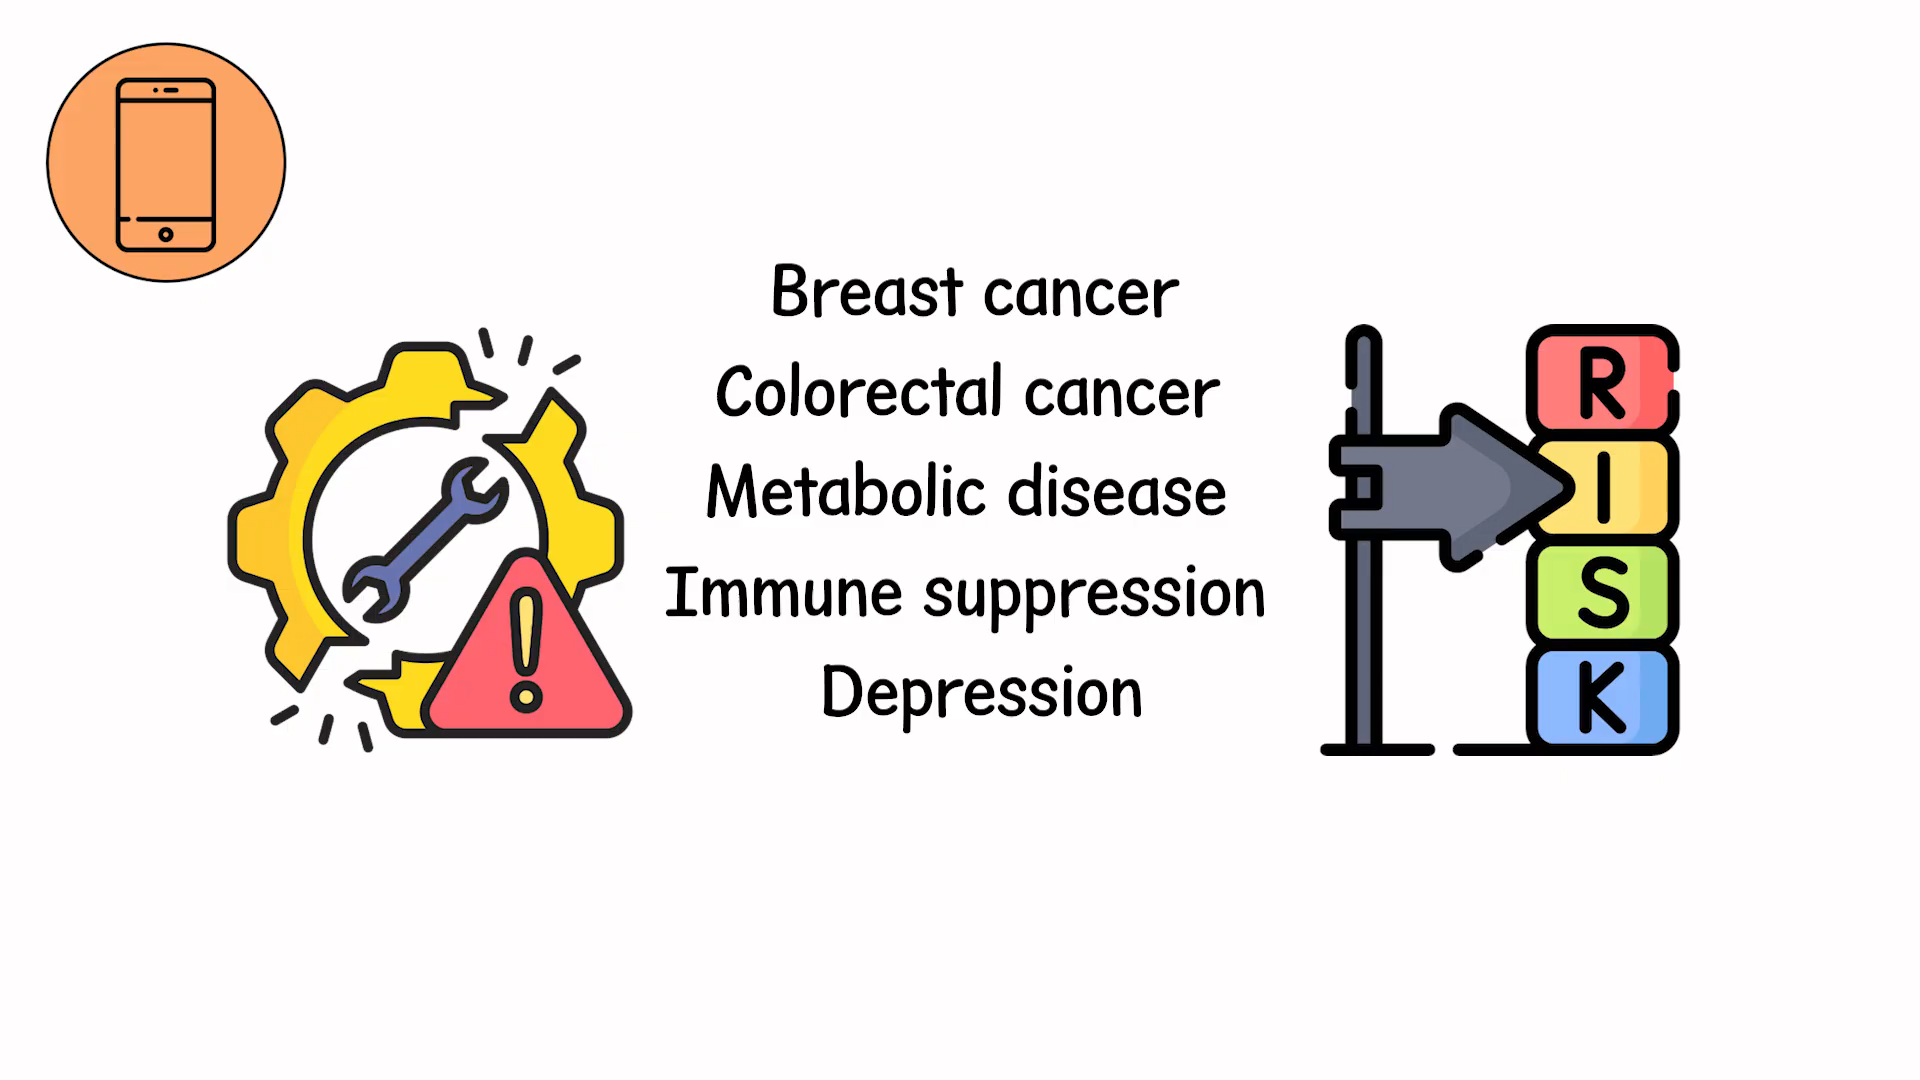 Breast cancer
Colorectal cancer
Metabolic disease
Immune suppression
Depression
R
I
S
K